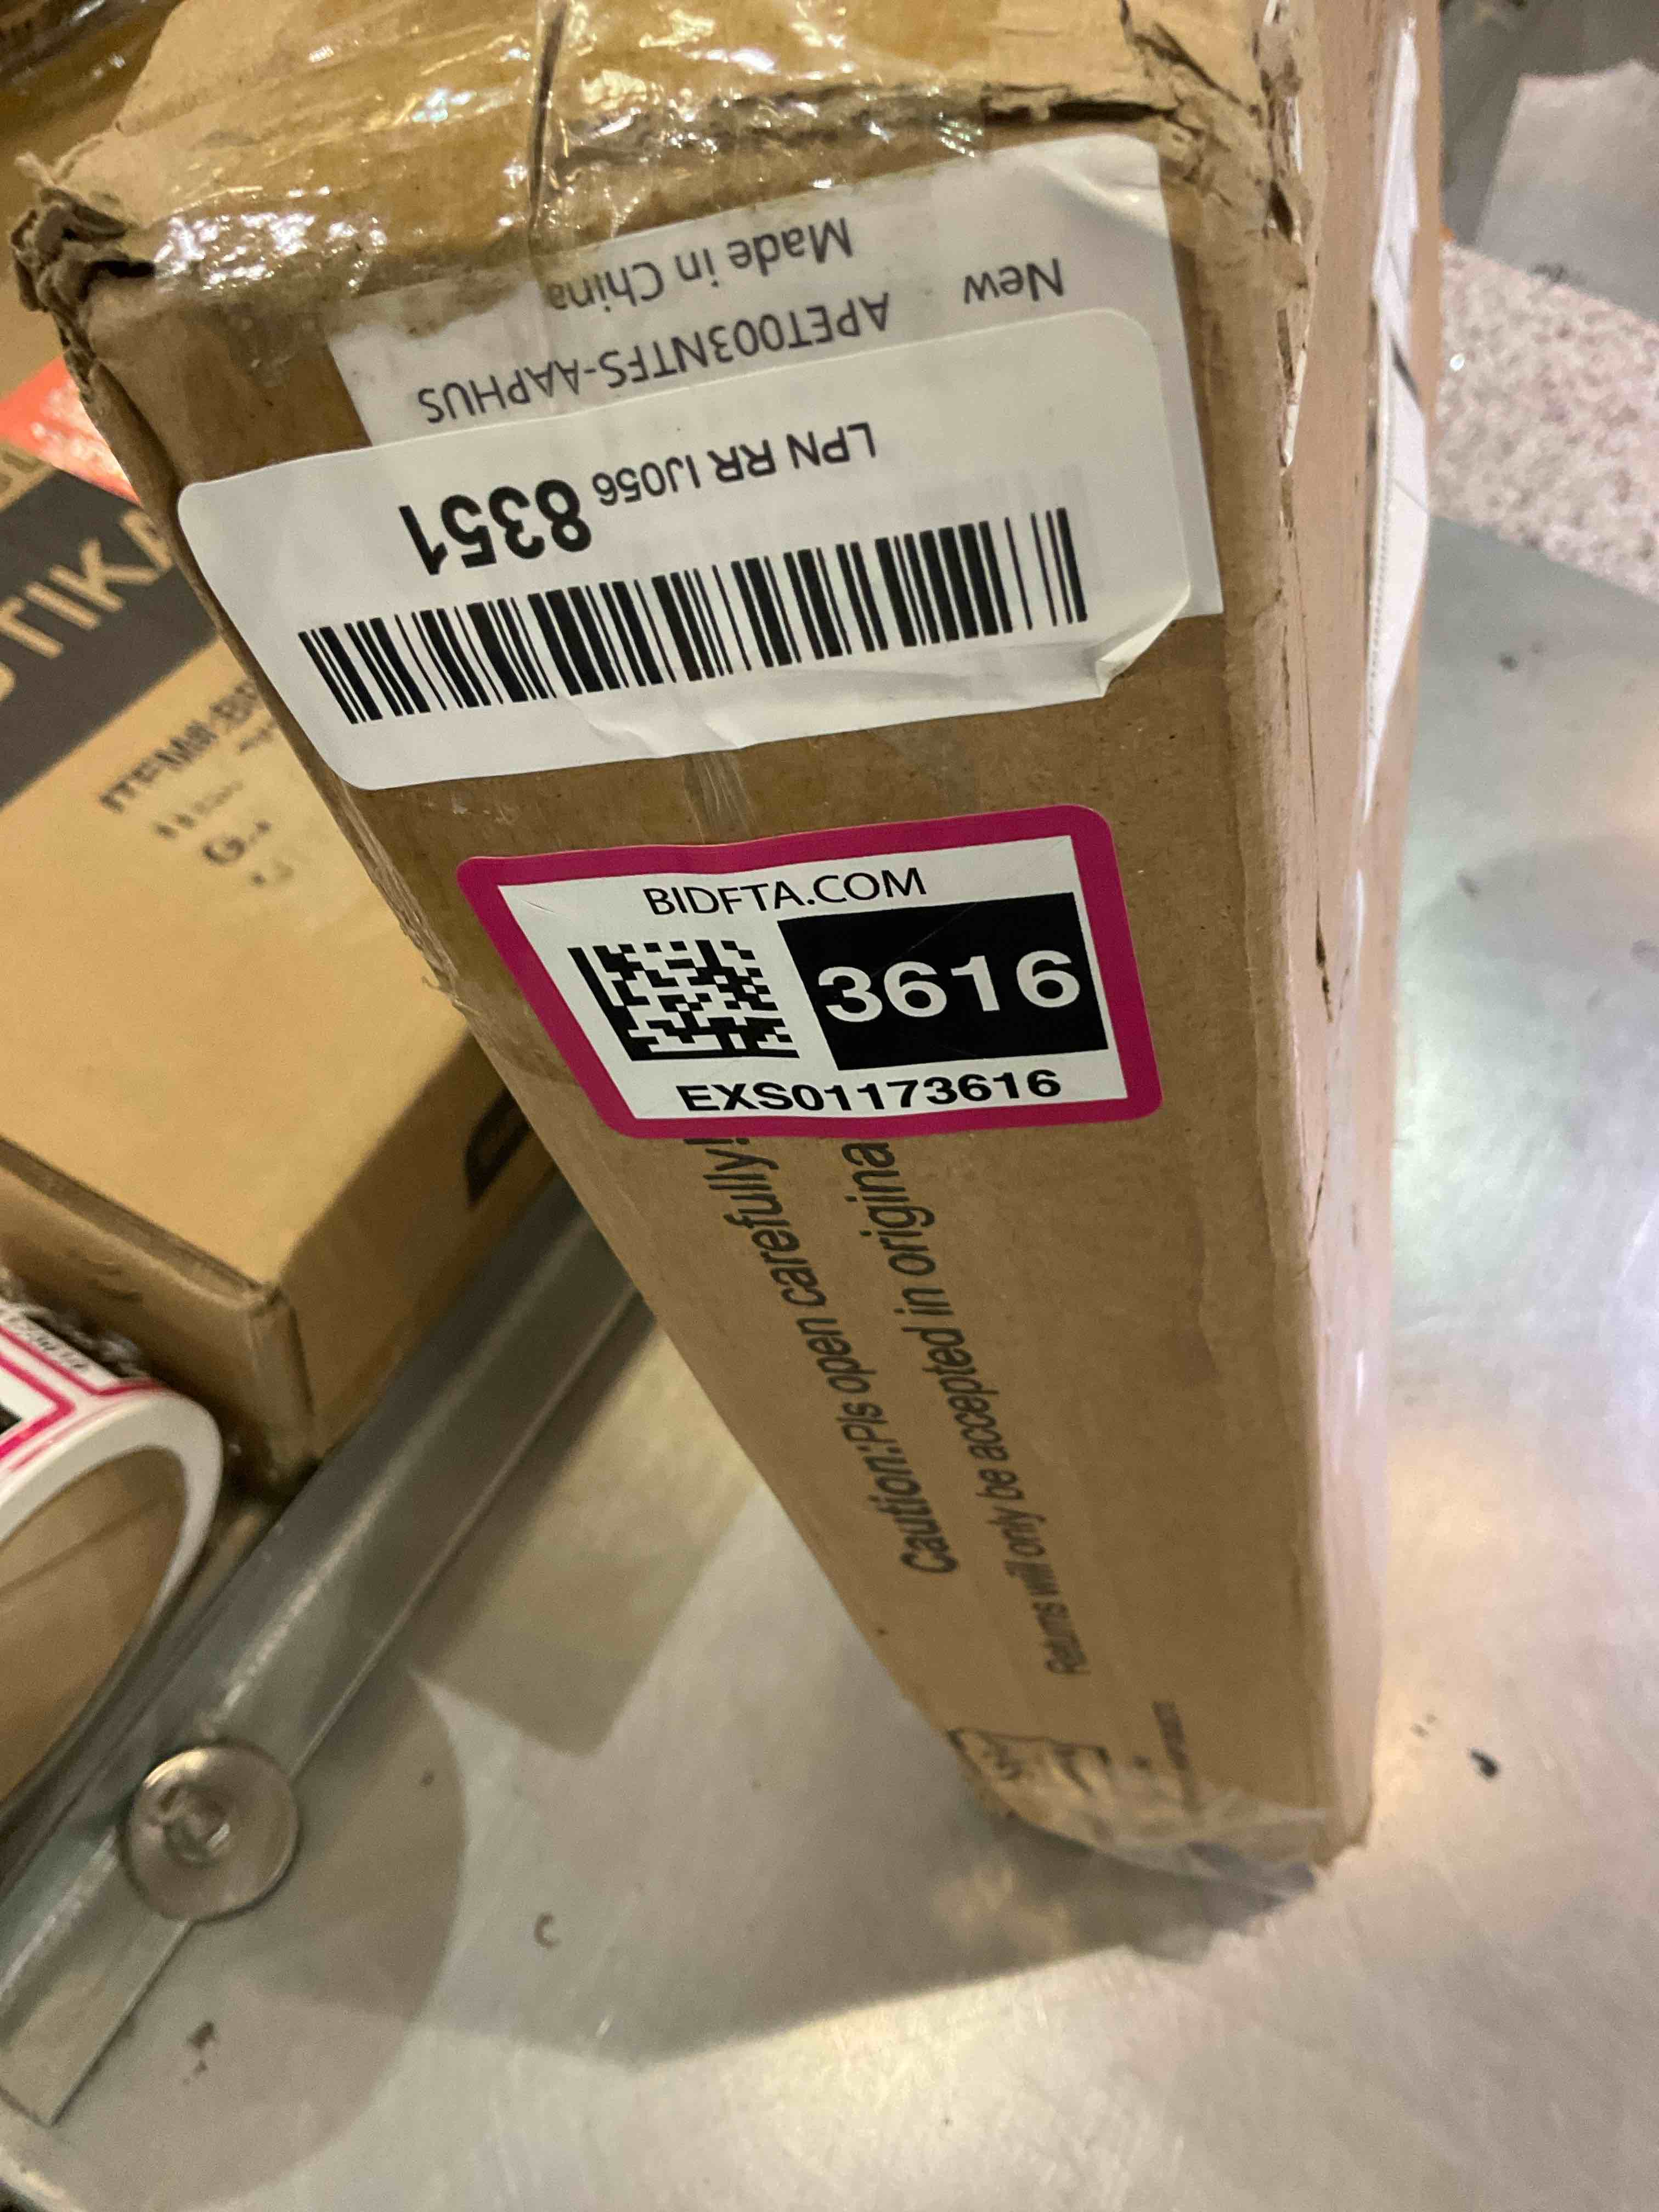 New
APET003NTFS-AAPHUS
Made in China
LPN RR IJ056 8351
BIDFTA.COM
3616
EXS01173616
Caution:Pls open carefully!
Returns will only be accepted in origina
TIKA